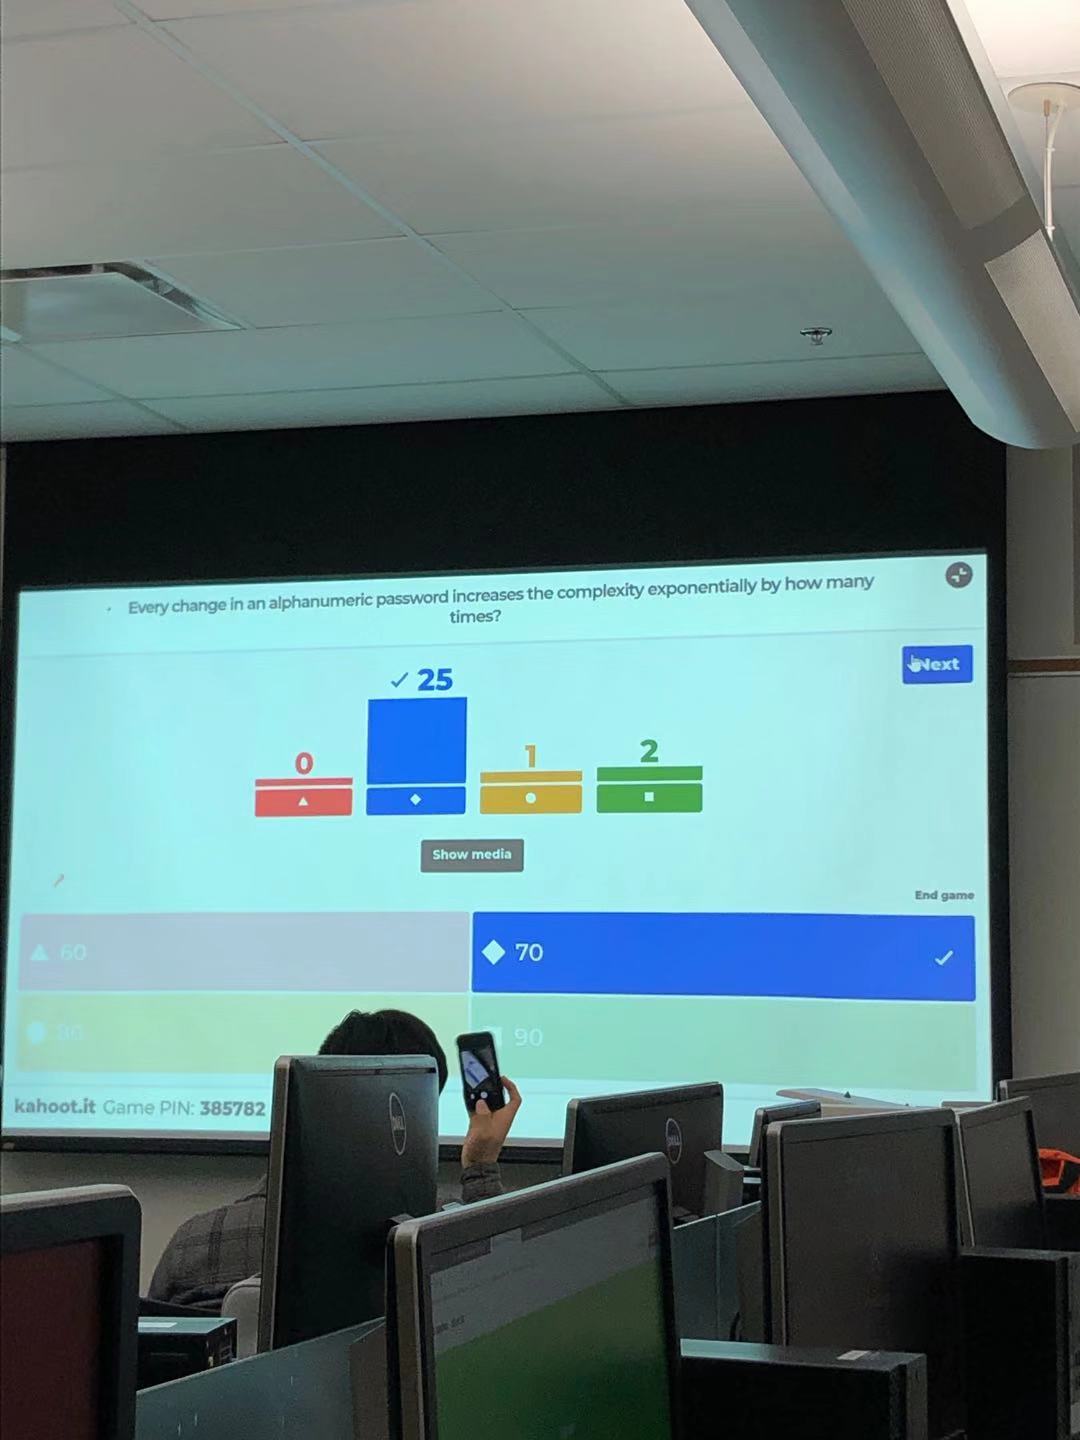 Every change in an alphanumeric password increases the complexity exponentially by how many
times?
Next
25
0
1
2
Show media
End game
60
70
80
90
kahoot.it Game PIN: 385782
DELL
DELL